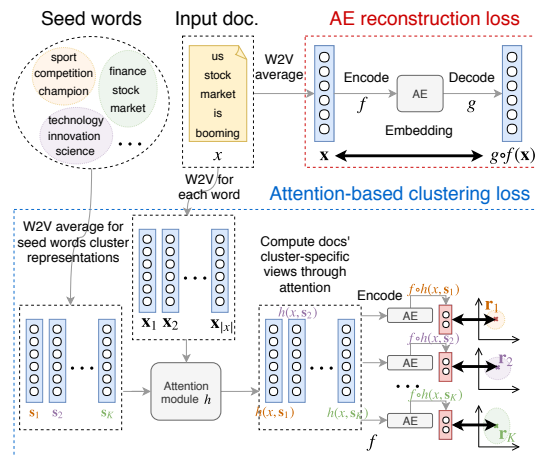 Seed words
Input doc.
AE reconstruction loss
sport
competition
champion
finance
stock
market
technology
innovation
science
...
us
stock
market
is
booming
x
W2V
average
Encode
f
AE
Decode
g
Embedding
x
g∘f(x)
W2V for
each word
Attention-based clustering loss
W2V average for
seed words cluster
representations
x1 x2 ... x|x|
Compute docs'
cluster-specific
views through
attention
s1 s2 ... sK
Attention
module h
h(x,s2)
...
h(x,s1) h(x,sK)
Encode
f∘h(x,s1)
AE
r1
f∘h(x,s2)
AE
r2
...
f∘h(x,sK)
AE
rK
f